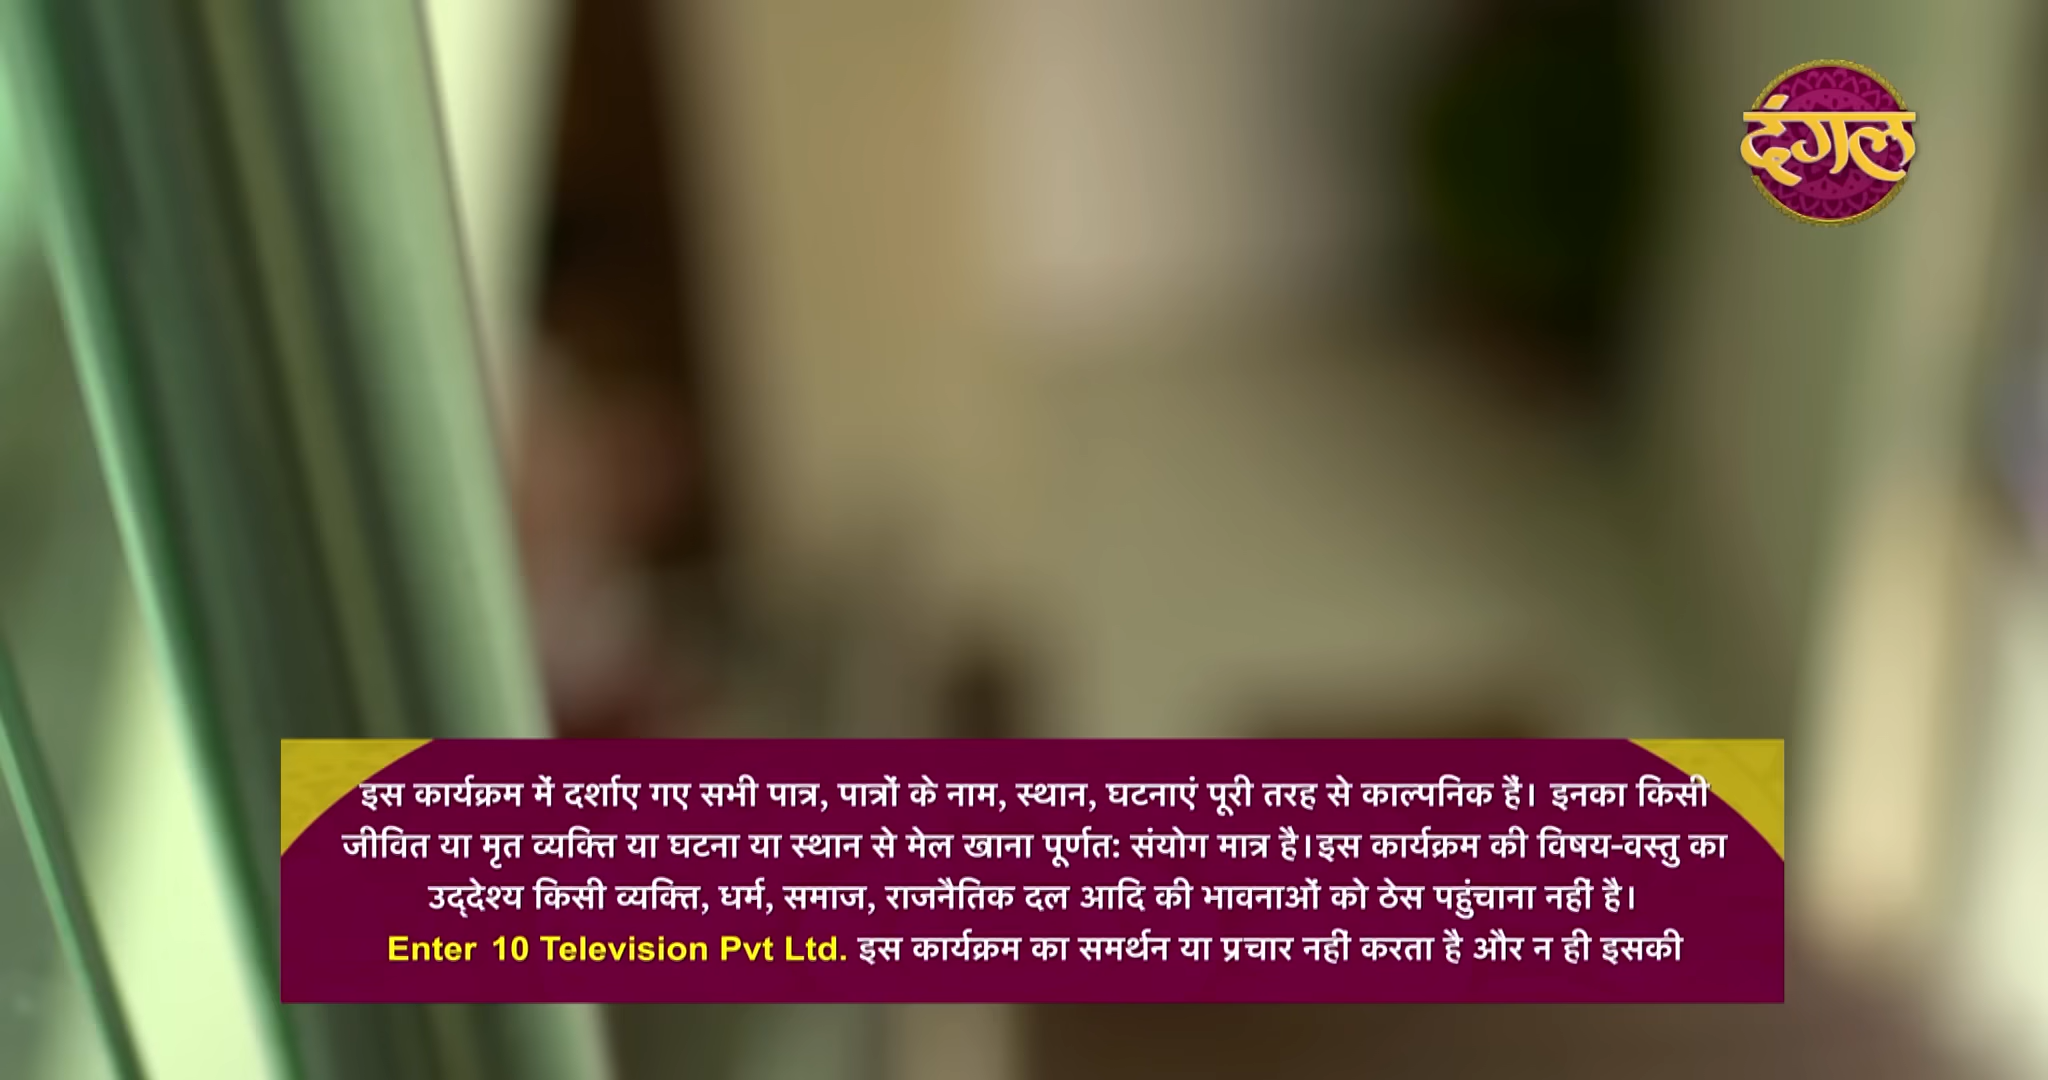 दंगल
इस कार्यक्रम में दर्शाए गए सभी पात्र, पात्रों के नाम, स्थान, घटनाएं पूरी तरह से काल्पनिक हैं। इनका किसी
जीवित या मृत व्यक्ति या घटना या स्थान से मेल खाना पूर्णत: संयोग मात्र है।इस कार्यक्रम की विषय-वस्तु का
उद्देश्य किसी व्यक्ति, धर्म, समाज, राजनैतिक दल आदि की भावनाओं को ठेस पहुंचाना नहीं है।
Enter 10 Television Pvt Ltd. इस कार्यक्रम का समर्थन या प्रचार नहीं करता है और न ही इसकी